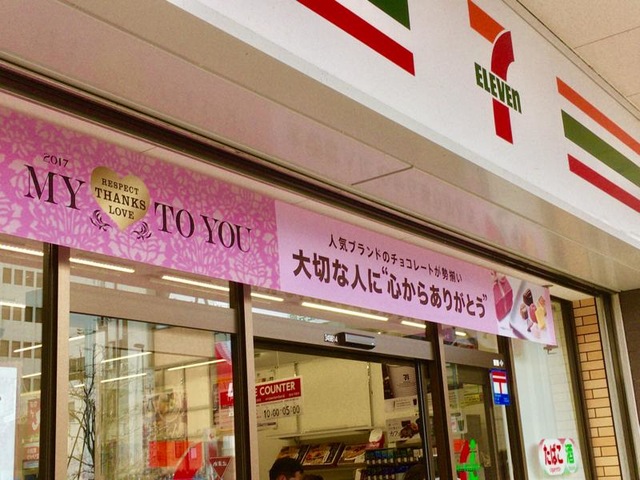 7
ELEVEn
2017
MY
RESPECT
THANKS
LOVE
TO YOU
人気ブランドのチョコレートが勢揃い
大切な人に"心からありがとう"
COUNTER
10:00-05:00
たばこ 酒